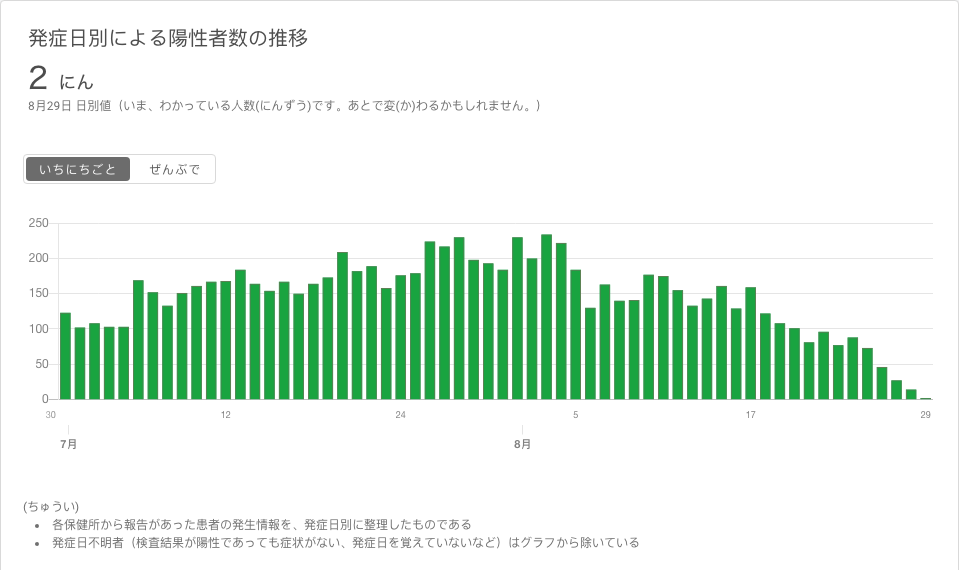 発症日別による陽性者数の推移
2 にん
8月29日 日別値（いま、わかっている人数(にんずう)です。あとで変(か)わるかもしれません。）
いちにちごと ぜんぶで
250
200
150
100
50
0
30 12 24 5 17 29
7月 8月
(ちゅうい)
• 各保健所から報告があった患者の発生情報を、発症日別に整理したものである
• 発症日不明者（検査結果が陽性であっても症状がない、発症日を覚えていないなど）はグラフから除いている